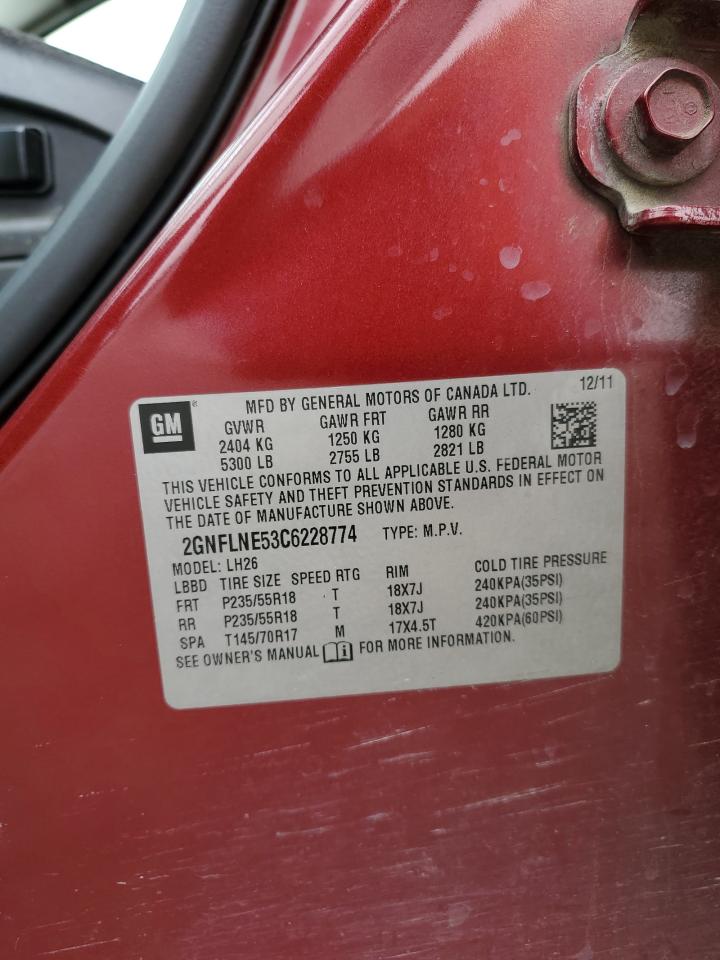 GM ® MFD BY GENERAL MOTORS OF CANADA LTD. 12/11
GVWR GAWR FRT GAWR RR
2404 KG 1250 KG 1280 KG
5300 LB 2755 LB 2821 LB
THIS VEHICLE CONFORMS TO ALL APPLICABLE U.S. FEDERAL MOTOR
VEHICLE SAFETY AND THEFT PREVENTION STANDARDS IN EFFECT ON
THE DATE OF MANUFACTURE SHOWN ABOVE.
2GNFLNE53C6228774 TYPE: M.P.V.
MODEL: LH26
LBBD TIRE SIZE SPEED RTG RIM COLD TIRE PRESSURE
FRT P235/55R18 T 18X7J 240KPA(35PSI)
RR P235/55R18 T 18X7J 240KPA(35PSI)
SPA T145/70R17 M 17X4.5T 420KPA(60PSI)
SEE OWNER'S MANUAL FOR MORE INFORMATION.